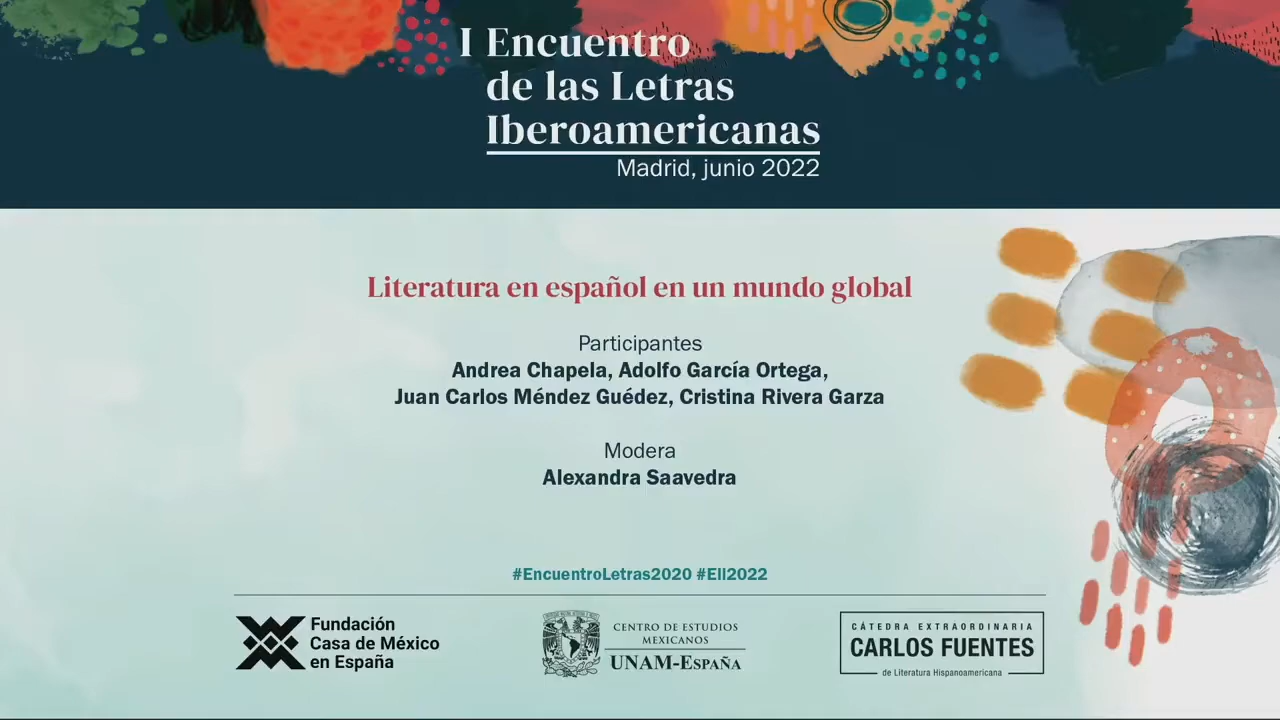 I Encuentro
de las Letras
Iberoamericanas
Madrid, junio 2022
Literatura en español en un mundo global
Participantes
Andrea Chapela, Adolfo García Ortega,
Juan Carlos Méndez Guédez, Cristina Rivera Garza
Modera
Alexandra Saavedra
#EncuentroLetras2020 #Eli2022
Fundación
Casa de México
en España
CENTRO DE ESTUDIOS
MEXICANOS
UNAM-ESPAÑA
CÁTEDRA EXTRAORDINARIA
CARLOS FUENTES
de Literatura Hispanoamericana